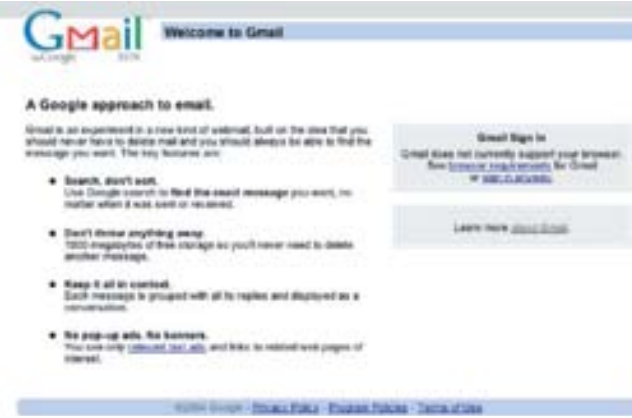 Gmail
by Google BETA
Welcome to Gmail
A Google approach to email.
Gmail is an experiment in a new kind of webmail, built on the idea that you
should never have to delete mail and you should always be able to find the
message you want. The key features are:
Search, don't sort.
Use Google search to find the exact message you want, no
matter when it was sent or received.
Don't throw anything away.
1000 megabytes of free storage so you'll never need to delete
another message.
Keep it all in context.
Each message is grouped with all its replies and displayed as a
conversation.
No pop-up ads. No banners.
You see only relevant text ads and links to related web pages of
interest.
Gmail Sign In
Gmail does not currently support your browser.
See browser requirements for Gmail
or sign in anyway.
Learn more about Gmail.
©2004 Google - Privacy Policy - Program Policies - Terms of Use